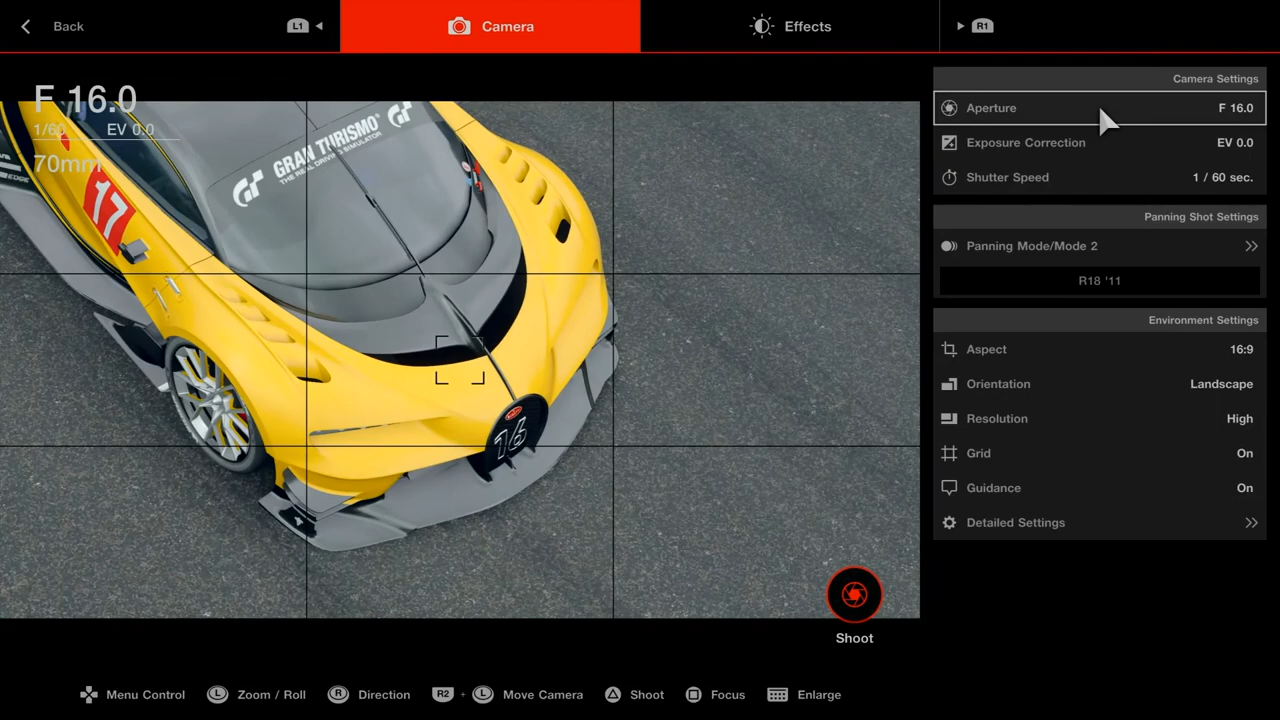 Back
L1
Camera
Effects
R1
F 16.0
1/60 EV 0.0
70mm
Camera Settings
Aperture F 16.0
Exposure Correction EV 0.0
Shutter Speed 1 / 60 sec.
Panning Shot Settings
Panning Mode/Mode 2
R18 '11
Environment Settings
Aspect 16:9
Orientation Landscape
Resolution High
Grid On
Guidance On
Detailed Settings
GRAN TURISMO
THE REAL DRIVING SIMULATOR
EDGE
17
16
Shoot
Menu Control
L Zoom / Roll
R Direction
R2 + L Move Camera
Shoot
Focus
Enlarge